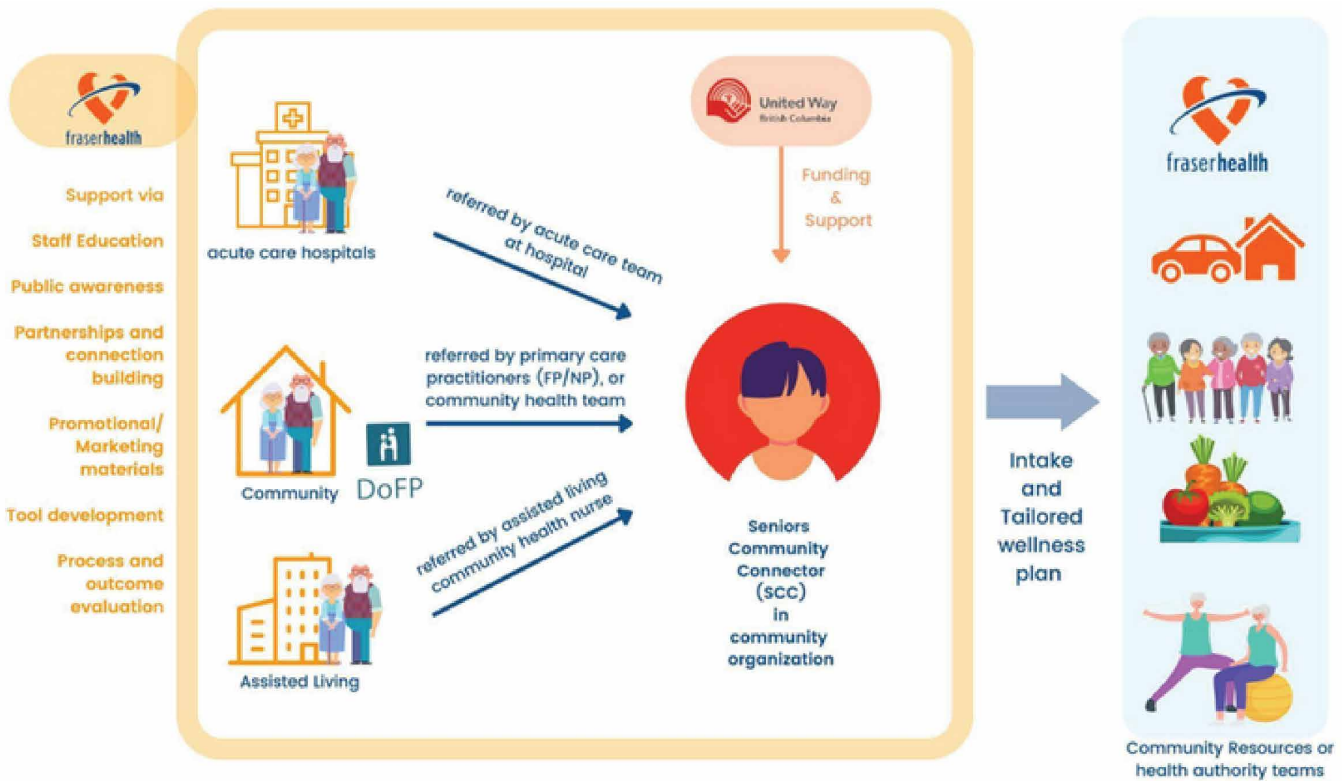 fraserhealth
Support via
Staff Education
Public awareness
Partnerships and
connection
building
Promotional/
Marketing
materials
Tool development
Process and
outcome
evaluation
acute care hospitals
Community
DoFP
Assisted Living
referred by acute care team
at hospital
referred by primary care
practitioners (FP/NP), or
community health team
referred by assisted living
community health nurse
United Way
British Columbia
Funding
&
Support
Seniors
Community
Connector
(SCC)
in
community
organization
Intake
and
Tailored
wellness
plan
fraserhealth
Community Resources or
health authority teams